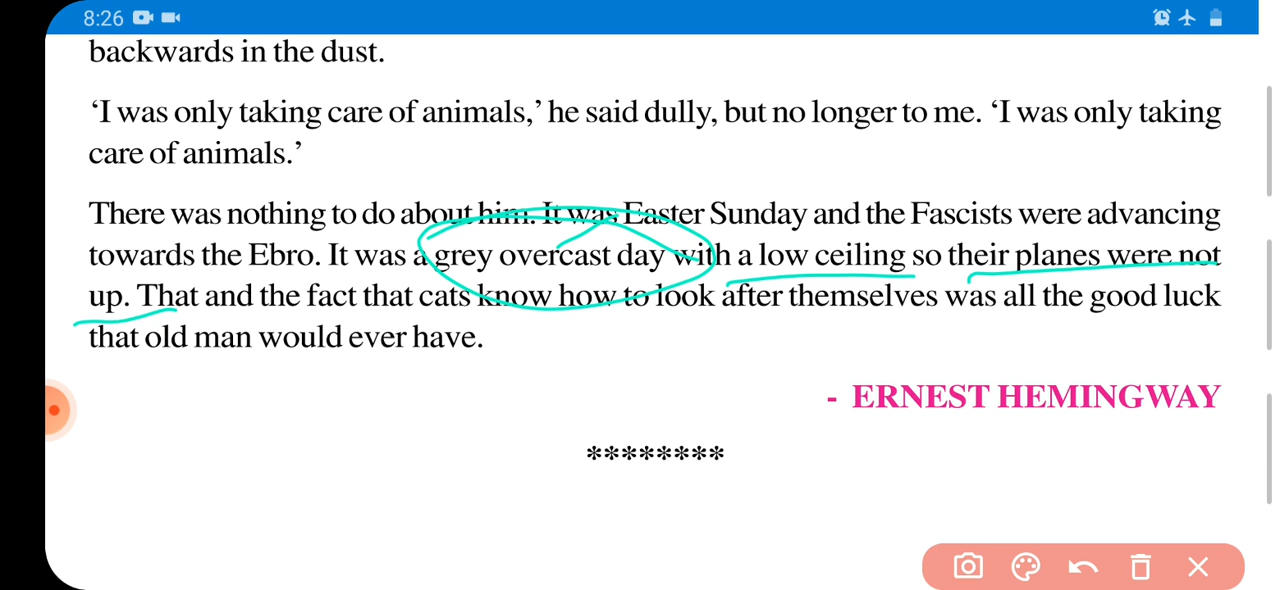 8:26
backwards in the dust.
‘I was only taking care of animals,’ he said dully, but no longer to me. ‘I was only taking
care of animals.’
There was nothing to do about him. It was Easter Sunday and the Fascists were advancing
towards the Ebro. It was a grey overcast day with a low ceiling so their planes were not
up. That and the fact that cats know how to look after themselves was all the good luck
that old man would ever have.
- ERNEST HEMINGWAY
********